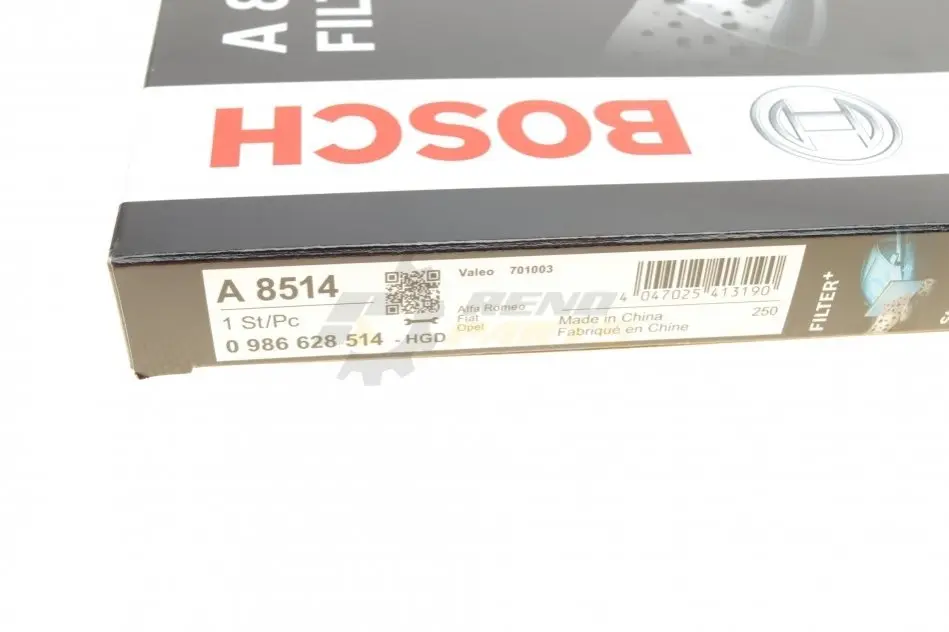 A 8
FILT
BOSCH
A 8514
1 St/Pc
0 986 628 514 - HGD
Valeo 701003
Alfa Romeo
Fiat
Opel
4 047025 413190
Made in China 250
Fabriqué en Chine
FILTER+